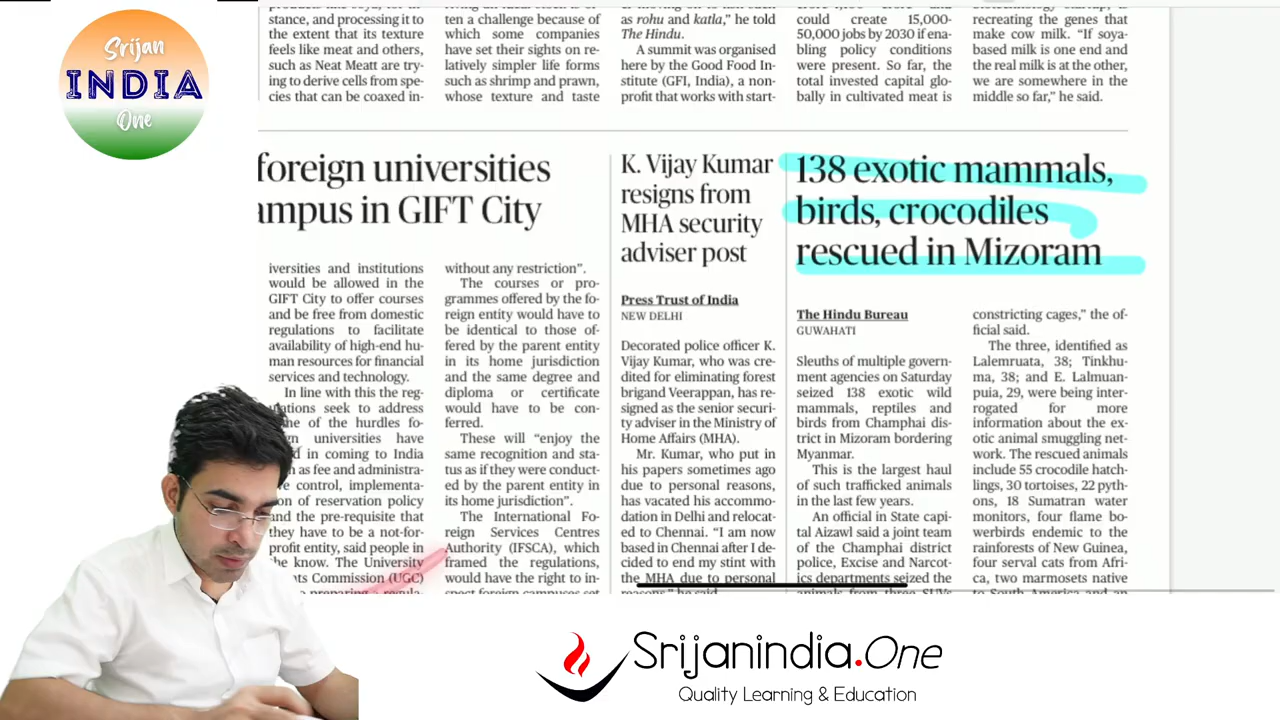 Srijan
INDIA
One
stance, and processing it to
the extent that its texture
feels like meat and others,
such as Neat Meatt are try-
ing to derive cells from spe-
cies that can be coaxed in-
ten a challenge because of
which some companies
have set their sights on re-
latively simpler life forms
such as shrimp and prawn,
whose texture and taste
as rohu and katla,” he told
The Hindu.
A summit was organised
here by the Good Food In-
stitute (GFI, India), a non-
profit that works with start-
could create 15,000-
50,000 jobs by 2030 if ena-
bling policy conditions
were present. So far, the
total invested capital glo-
bally in cultivated meat is
recreating the genes that
make cow milk. “If soya-
based milk is one end and
the real milk is at the other,
we are somewhere in the
middle so far,” he said.
foreign universities
ampus in GIFT City
iversities and institutions
would be allowed in the
GIFT City to offer courses
and be free from domestic
regulations to facilitate
availability of high-end hu-
man resources for financial
services and technology.
In line with this the reg-
ations seek to address
e of the hurdles fo-
n universities have
d in coming to India
as fee and administra-
e control, implementa-
on of reservation policy
and the pre-requisite that
they have to be a not-for-
profit entity, said people in
he know. The University
ts Commission (UGC)
without any restriction”.
The courses or pro-
grammes offered by the fo-
reign entity would have to
be identical to those of-
fered by the parent entity
in its home jurisdiction
and the same degree and
diploma or certificate
would have to be con-
ferred.
These will “enjoy the
same recognition and sta-
tus as if they were conduct-
ed by the parent entity in
its home jurisdiction”.
The International Fo-
reign Services Centres
Authority (IFSCA), which
framed the regulations,
would have the right to in-
spect foreign campuses set
K. Vijay Kumar
resigns from
MHA security
adviser post
Press Trust of India
NEW DELHI
Decorated police officer K.
Vijay Kumar, who was cre-
dited for eliminating forest
brigand Veerappan, has re-
signed as the senior securi-
ty adviser in the Ministry of
Home Affairs (MHA).
Mr. Kumar, who put in
his papers sometimes ago
due to personal reasons,
has vacated his accommo-
dation in Delhi and relocat-
ed to Chennai. “I am now
based in Chennai after I de-
cided to end my stint with
the MHA due to personal
reasons,” he said
138 exotic mammals,
birds, crocodiles
rescued in Mizoram
The Hindu Bureau
GUWAHATI
Sleuths of multiple govern-
ment agencies on Saturday
seized 138 exotic wild
mammals, reptiles and
birds from Champhai dis-
trict in Mizoram bordering
Myanmar.
This is the largest haul
of such trafficked animals
in the last few years.
An official in State capi-
tal Aizawl said a joint team
of the Champhai district
police, Excise and Narcot-
ics departments seized the
animals from three SUVs
constricting cages,” the of-
ficial said.
The three, identified as
Lalemruata, 38; Tinkhu-
ma, 38; and E. Lalmuan-
puia, 29, were being inter-
rogated for more
information about the ex-
otic animal smuggling net-
work. The rescued animals
include 55 crocodile hatch-
lings, 30 tortoises, 22 pyth-
ons, 18 Sumatran water
monitors, four flame bo-
werbirds endemic to the
rainforests of New Guinea,
four serval cats from Afri-
ca, two marmosets native
to South America and an
Srijanindia.One
Quality Learning & Education